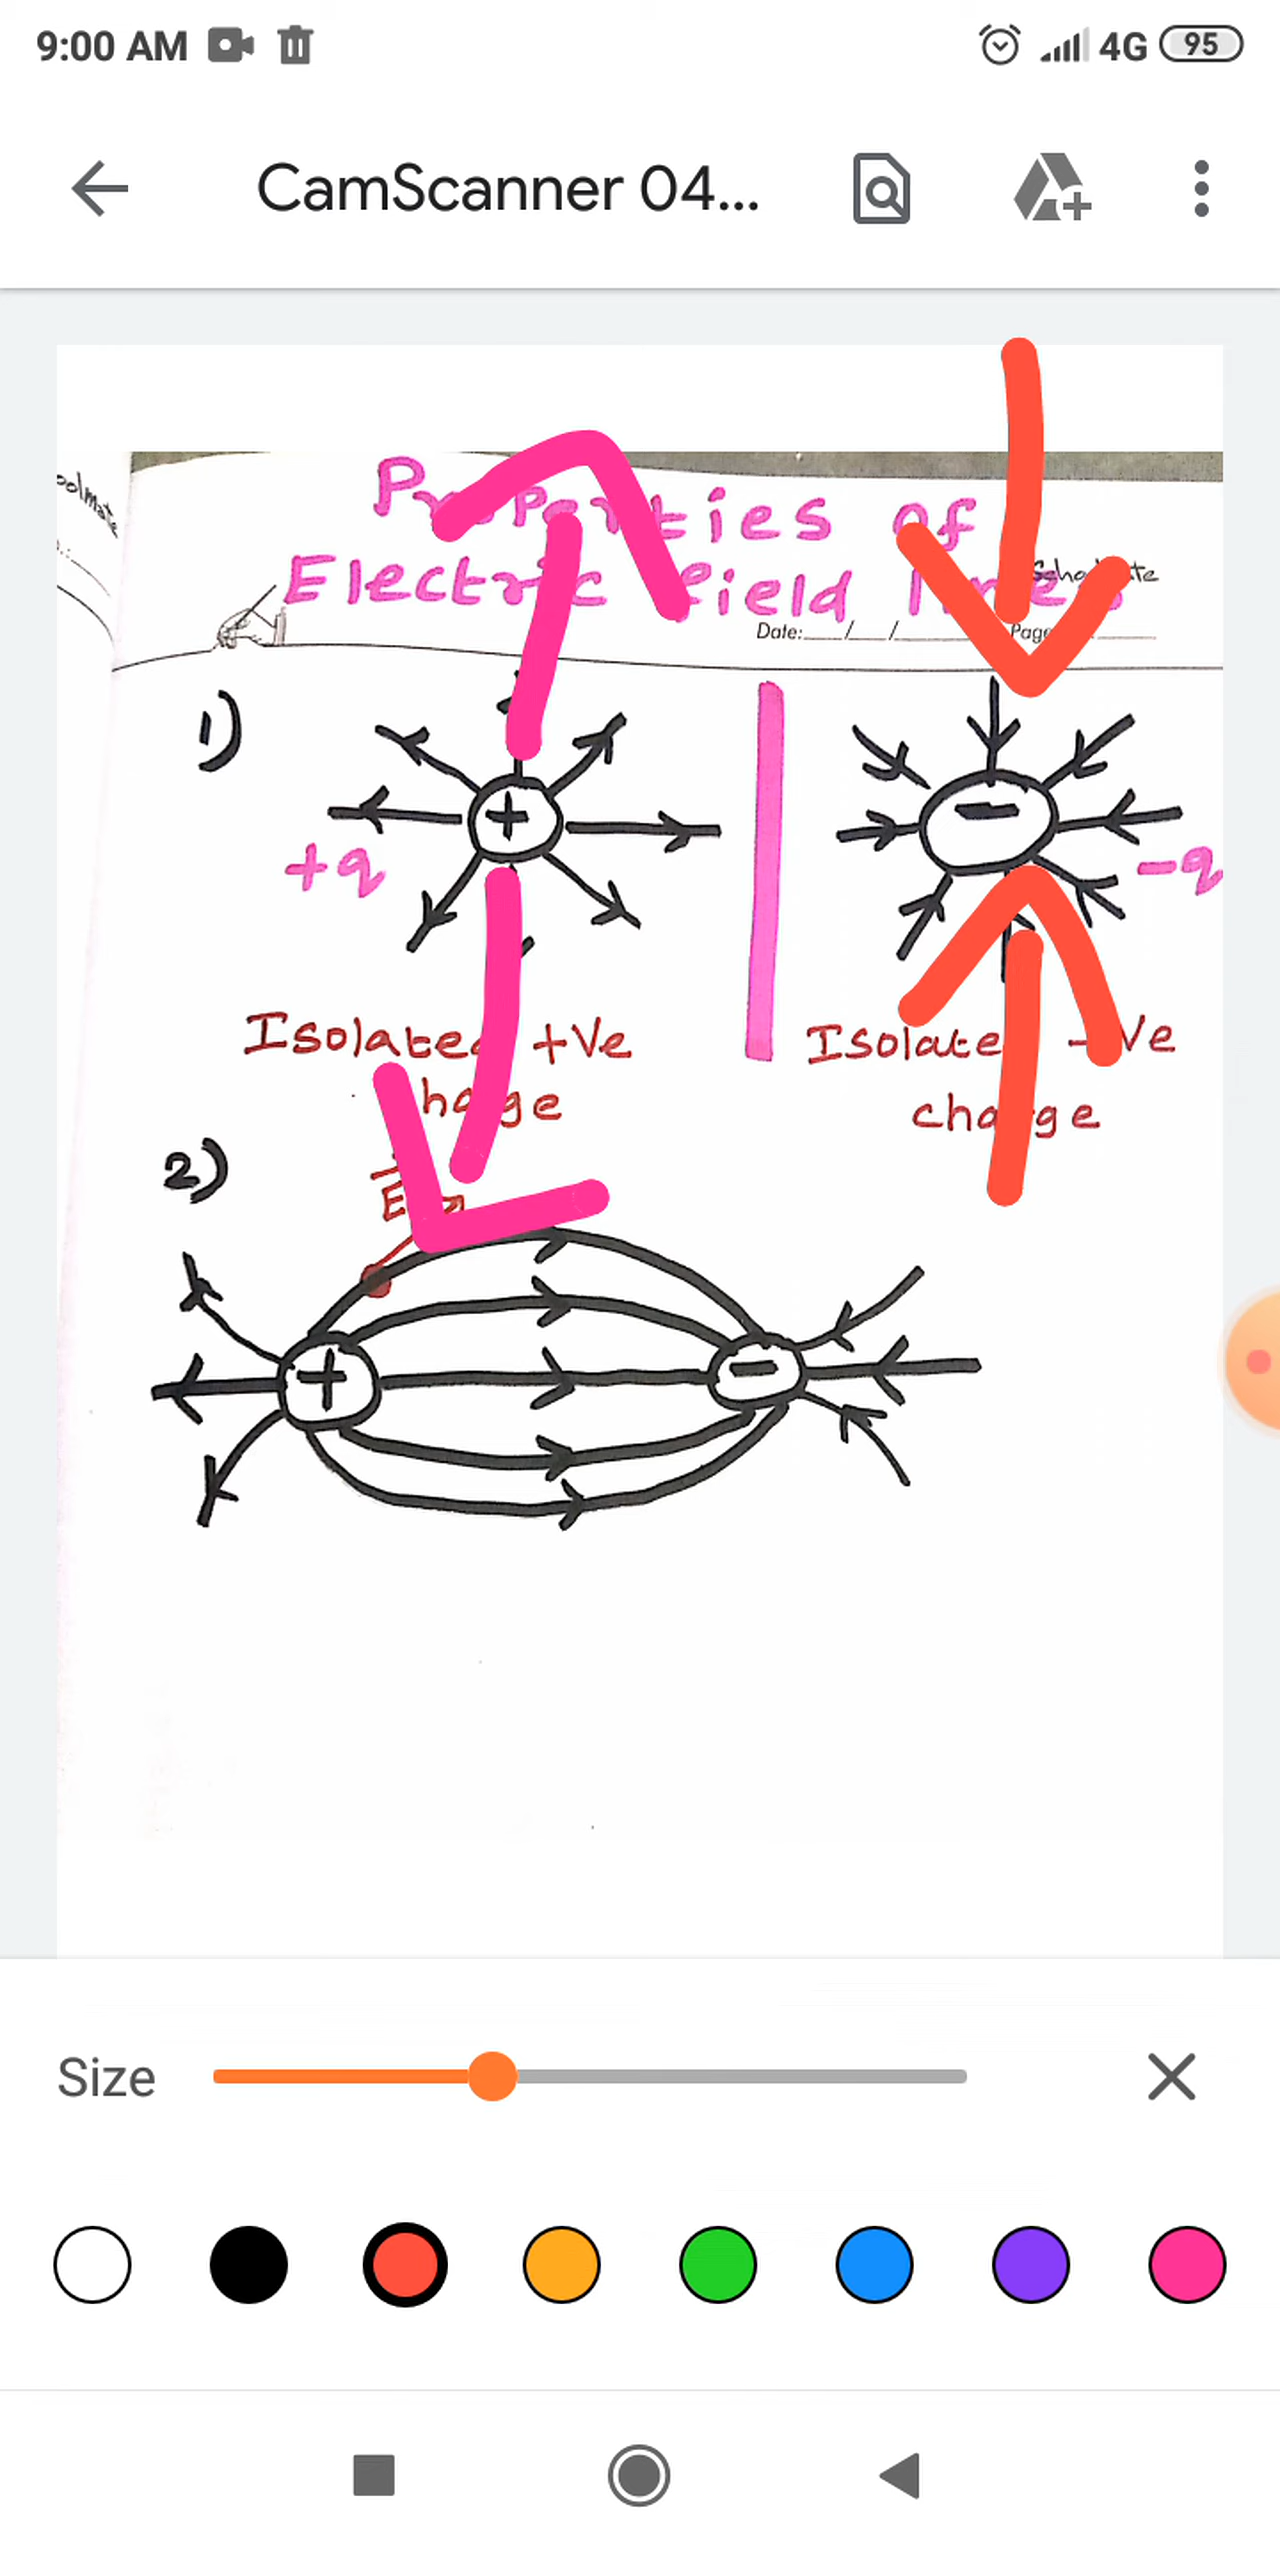 9:00 AM 4G 95
CamScanner 04...
Properties of
Electric Field lines
Date: / / Page
1)
+ -
+q -q
Isolated +Ve Isolated -Ve
charge charge
2)
E
+ -
Size